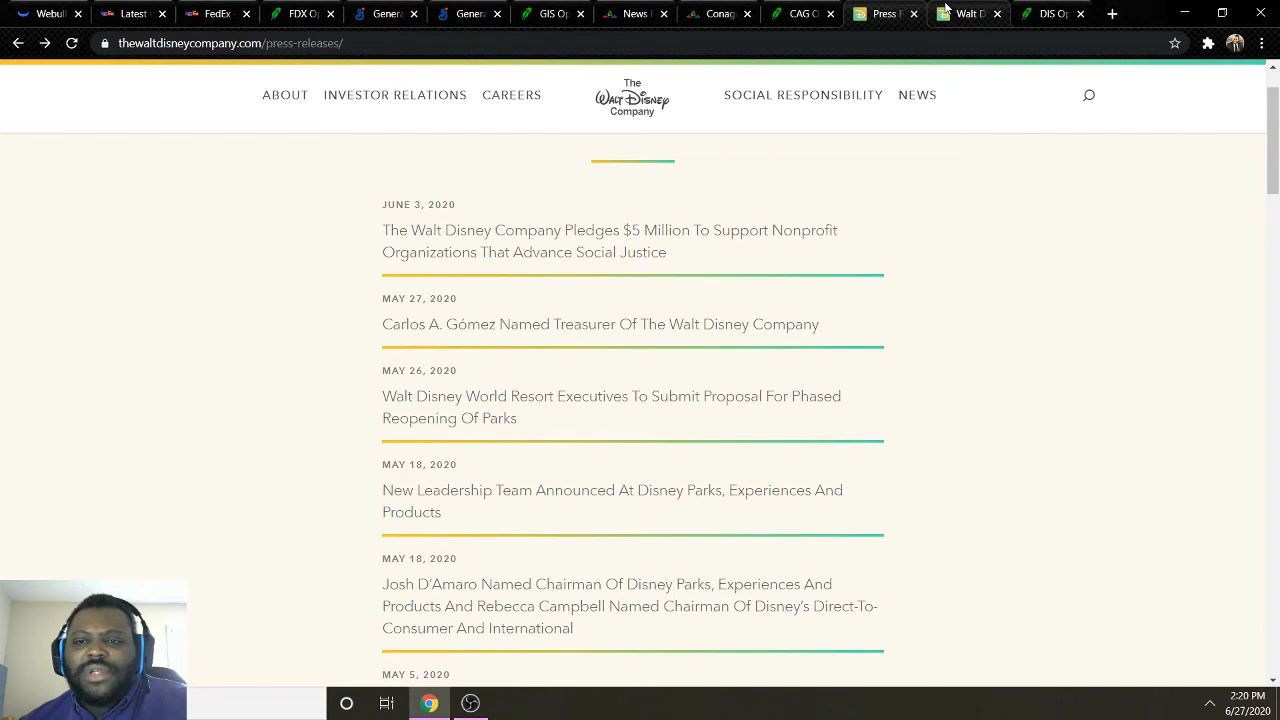 Webull
Latest
FedEx
FDX O
Genera
Genera
GIS Op
News
Conag
CAG O
Press
Walt D
DIS Op
thewaltdisneycompany.com/press-releases/
ABOUT INVESTOR RELATIONS CAREERS
The
Walt Disney
Company
SOCIAL RESPONSIBILITY NEWS
JUNE 3, 2020
The Walt Disney Company Pledges $5 Million To Support Nonprofit
Organizations That Advance Social Justice
MAY 27, 2020
Carlos A. Gómez Named Treasurer Of The Walt Disney Company
MAY 26, 2020
Walt Disney World Resort Executives To Submit Proposal For Phased
Reopening Of Parks
MAY 18, 2020
New Leadership Team Announced At Disney Parks, Experiences And
Products
MAY 18, 2020
Josh D’Amaro Named Chairman Of Disney Parks, Experiences And
Products And Rebecca Campbell Named Chairman Of Disney’s Direct-To-
Consumer And International
MAY 5, 2020
2:20 PM
6/27/2020